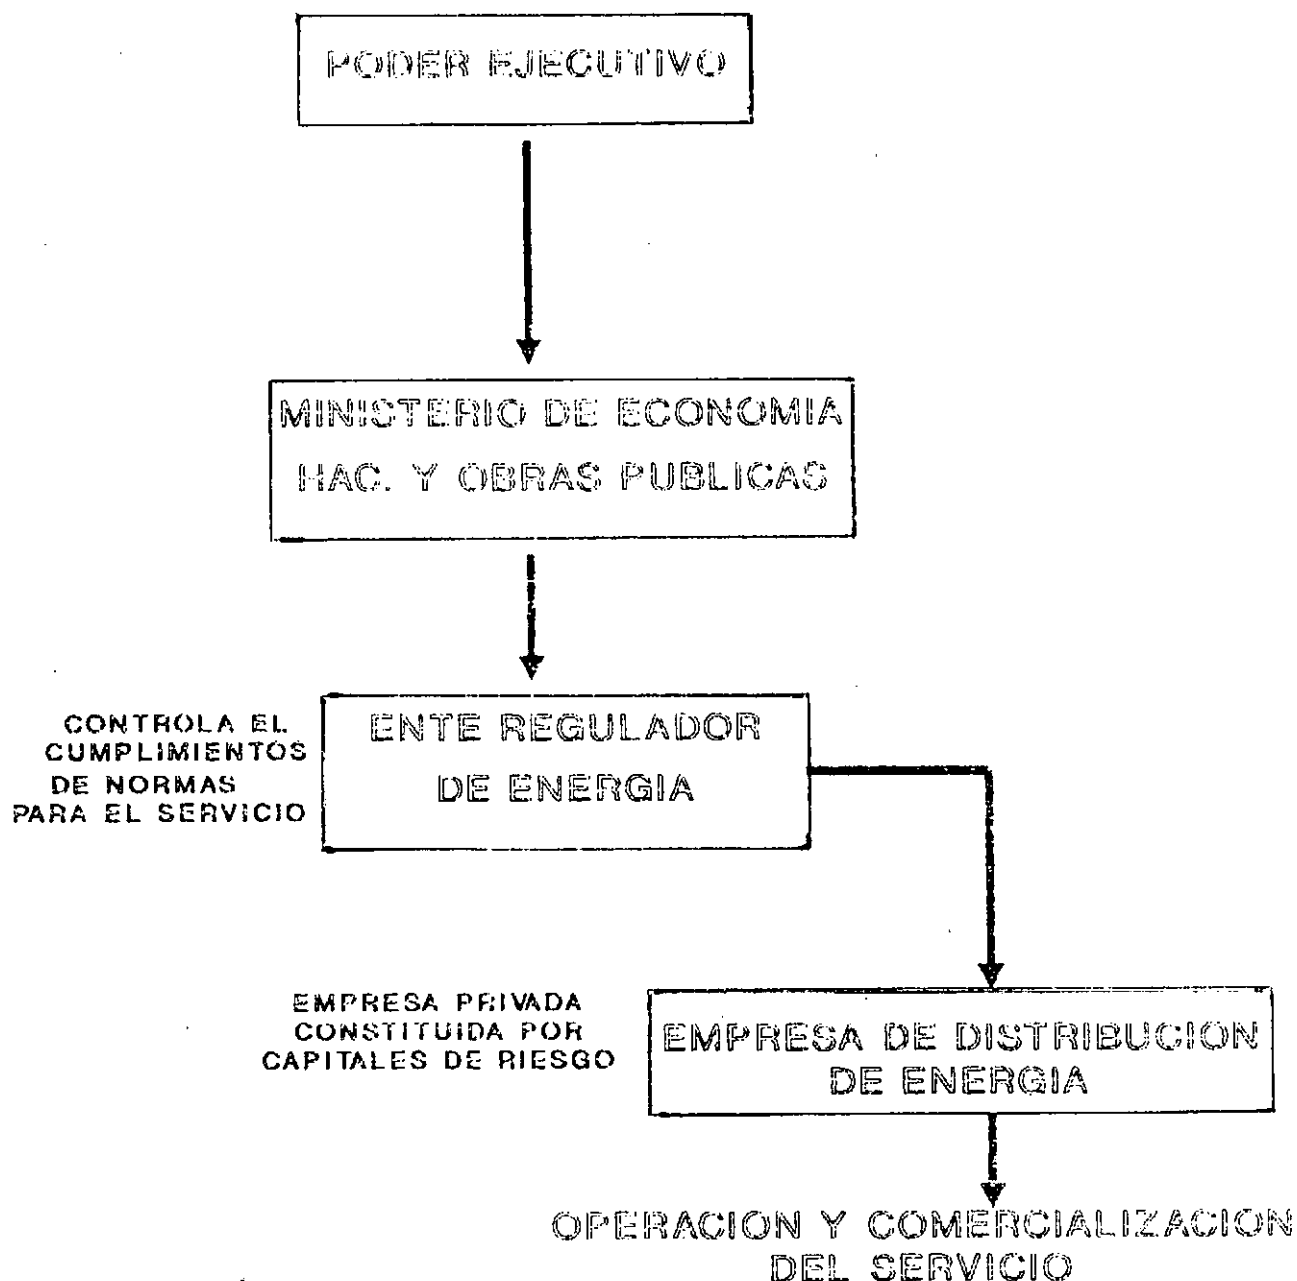 PODER EJECUTIVO
MINISTERIO DE ECONOMIA
HAC. Y OBRAS PUBLICAS
CONTROLA EL
CUMPLIMIENTOS
DE NORMAS
PARA EL SERVICIO
ENTE REGULADOR
DE ENERGIA
EMPRESA PRIVADA
CONSTITUIDA POR
CAPITALES DE RIESGO
EMPRESA DE DISTRIBUCION
DE ENERGIA
OPERACION Y COMERCIALIZACION
DEL SERVICIO